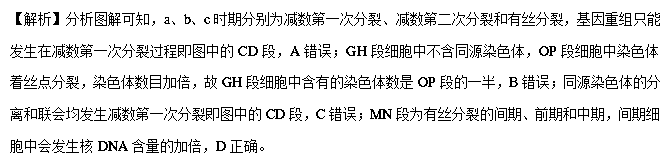 【解析】分析图解可知，a、b、c 时期分别为减数第一次分裂、减数第二次分裂和有丝分裂，基因重组只能
发生在减数第一次分裂过程即图中的 CD 段，A 错误；GH 段细胞中不含同源染色体，OP 段细胞中染色体
着丝点分裂，染色体数目加倍，故 GH 段细胞中含有的染色体数是 OP 段的一半，B 错误；同源染色体的分
离和联会均发生减数第一次分裂即图中的 CD 段，C 错误；MN 段为有丝分裂的间期、前期和中期，间期细
胞中会发生核 DNA 含量的加倍，D 正确。